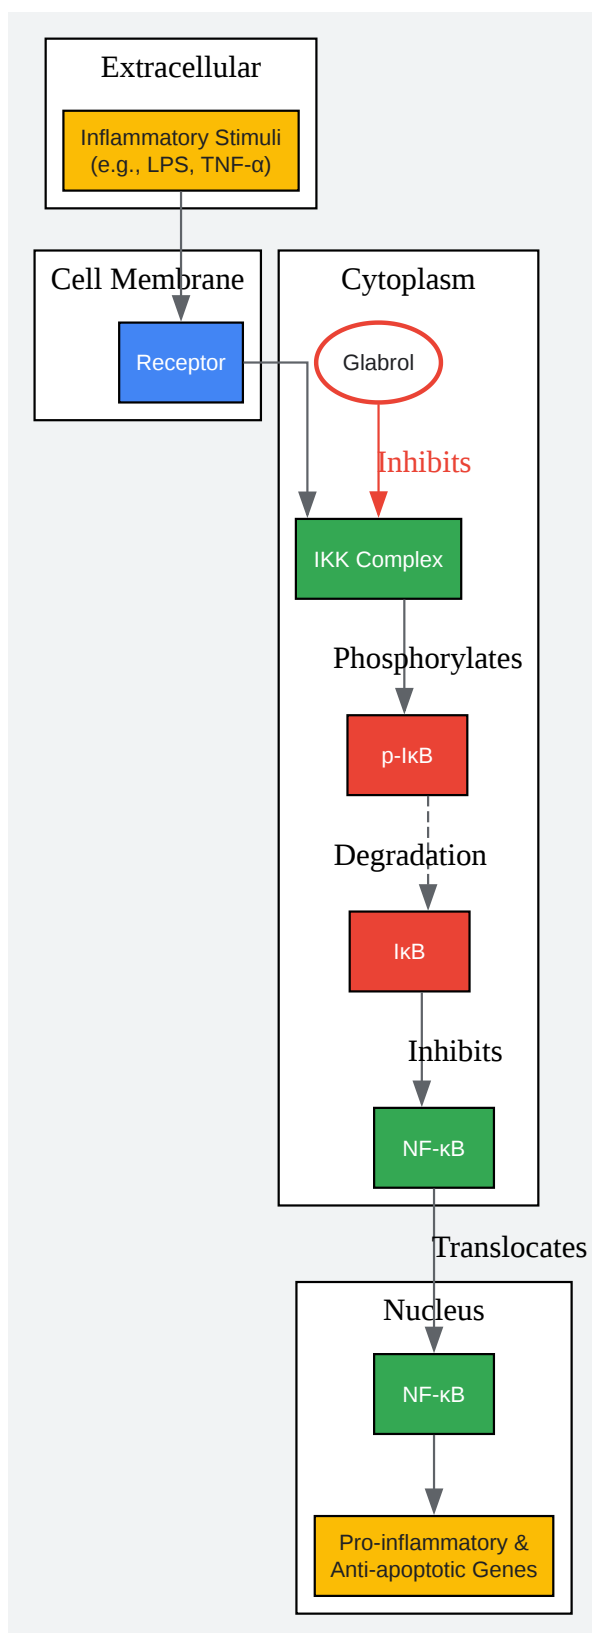 Extracellular
Inflammatory Stimuli
(e.g., LPS, TNF-α)
Cell Membrane
Receptor
Cytoplasm
Glabrol
Inhibits
IKK Complex
Phosphorylates
p-IκB
Degradation
IκB
Inhibits
NF-κB
Translocates
Nucleus
NF-κB
Pro-inflammatory &
Anti-apoptotic Genes